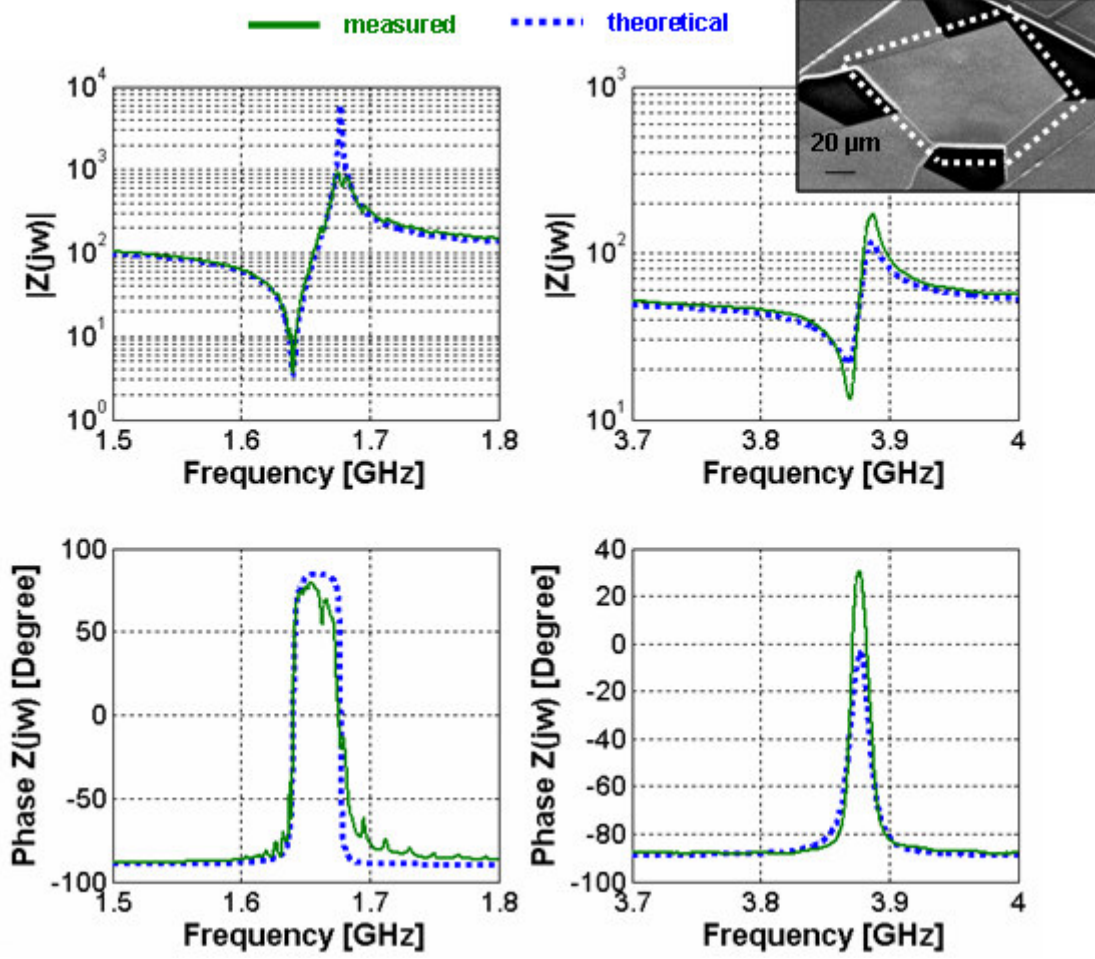 measured theoretical
20 µm
|Z(jw)|
10^4
10^3
10^2
10^1
10^0
1.5 1.6 1.7 1.8
Frequency [GHz]
|Z(jw)|
10^3
10^2
10^1
3.7 3.8 3.9 4
Frequency [GHz]
Phase Z(jw) [Degree]
100
50
0
-50
-100
1.5 1.6 1.7 1.8
Frequency [GHz]
Phase Z(jw) [Degree]
40
20
0
-20
-40
-60
-80
-100
3.7 3.8 3.9 4
Frequency [GHz]